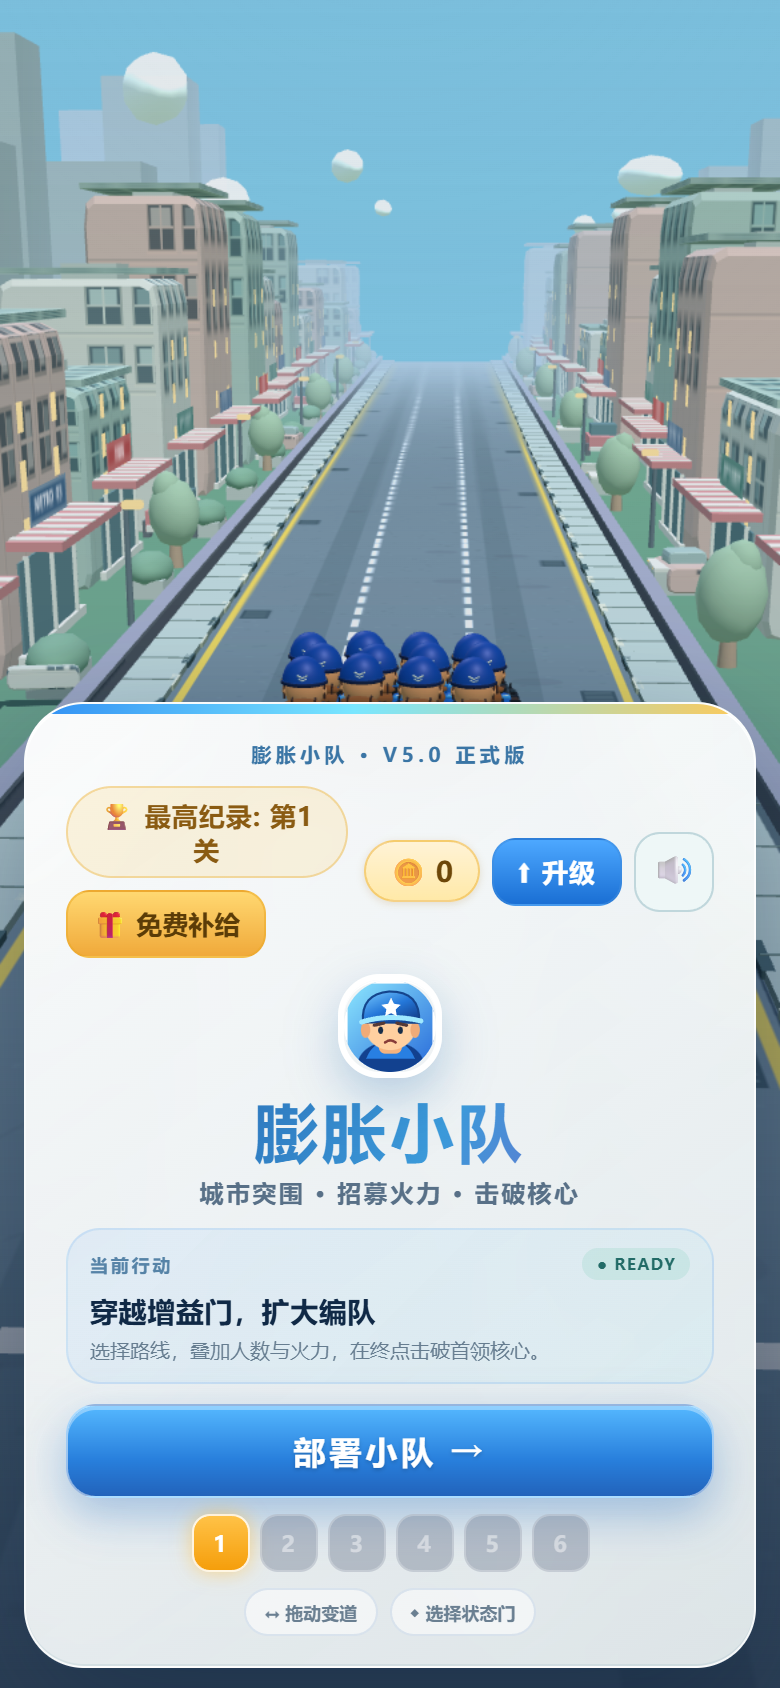 膨胀小队 • V5.0 正式版
最高纪录: 第1
关
0
⬆ 升级
免费补给
膨胀小队
城市突围 • 招募火力 • 击破核心
当前行动
● READY
穿越增益门，扩大编队
选择路线，叠加人数与火力，在终点击破首领核心。
部署小队 →
1 2 3 4 5 6
↔ 拖动变道
◆ 选择状态门